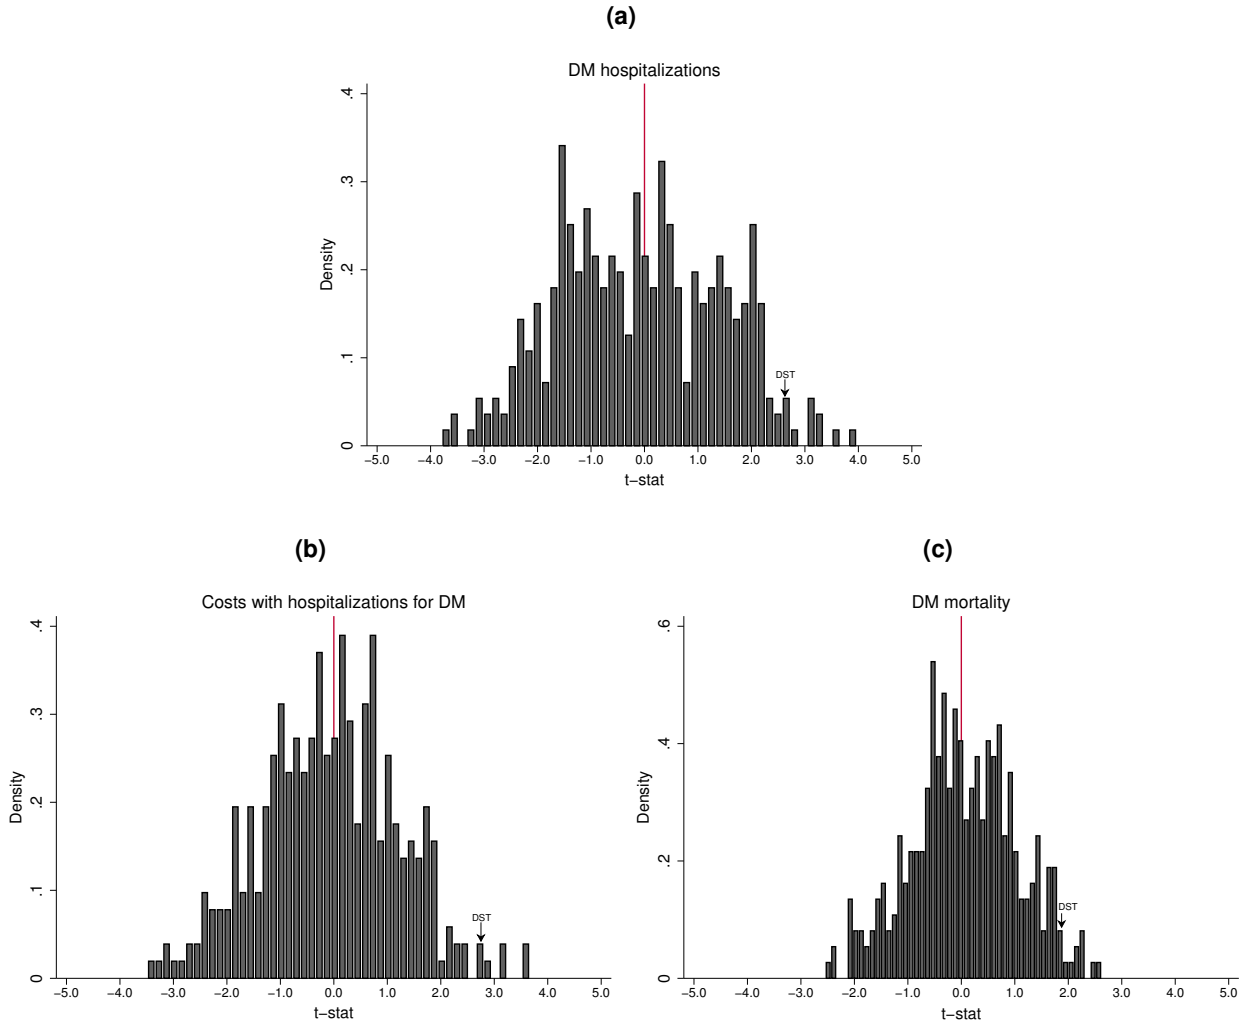 (a)
DM hospitalizations
Density
0 .1 .2 .3 .4
DST
−5.0 −4.0 −3.0 −2.0 −1.0 0.0 1.0 2.0 3.0 4.0 5.0
t−stat
(b)
Costs with hospitalizations for DM
Density
0 .1 .2 .3 .4
DST
−5.0 −4.0 −3.0 −2.0 −1.0 0.0 1.0 2.0 3.0 4.0 5.0
t−stat
(c)
DM mortality
Density
0 .2 .4 .6
DST
−5.0 −4.0 −3.0 −2.0 −1.0 0.0 1.0 2.0 3.0 4.0 5.0
t−stat